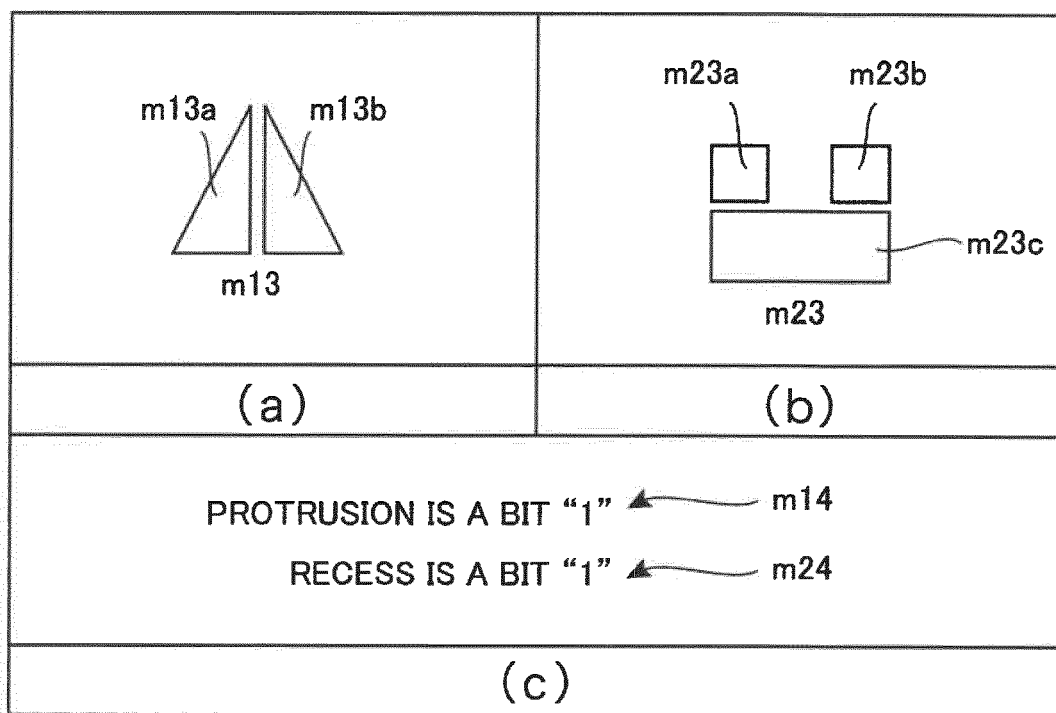 m13a m13b
m13
(a)
m23a m23b
m23c
m23
(b)
PROTRUSION IS A BIT “1” m14
RECESS IS A BIT “1” m24
(c)